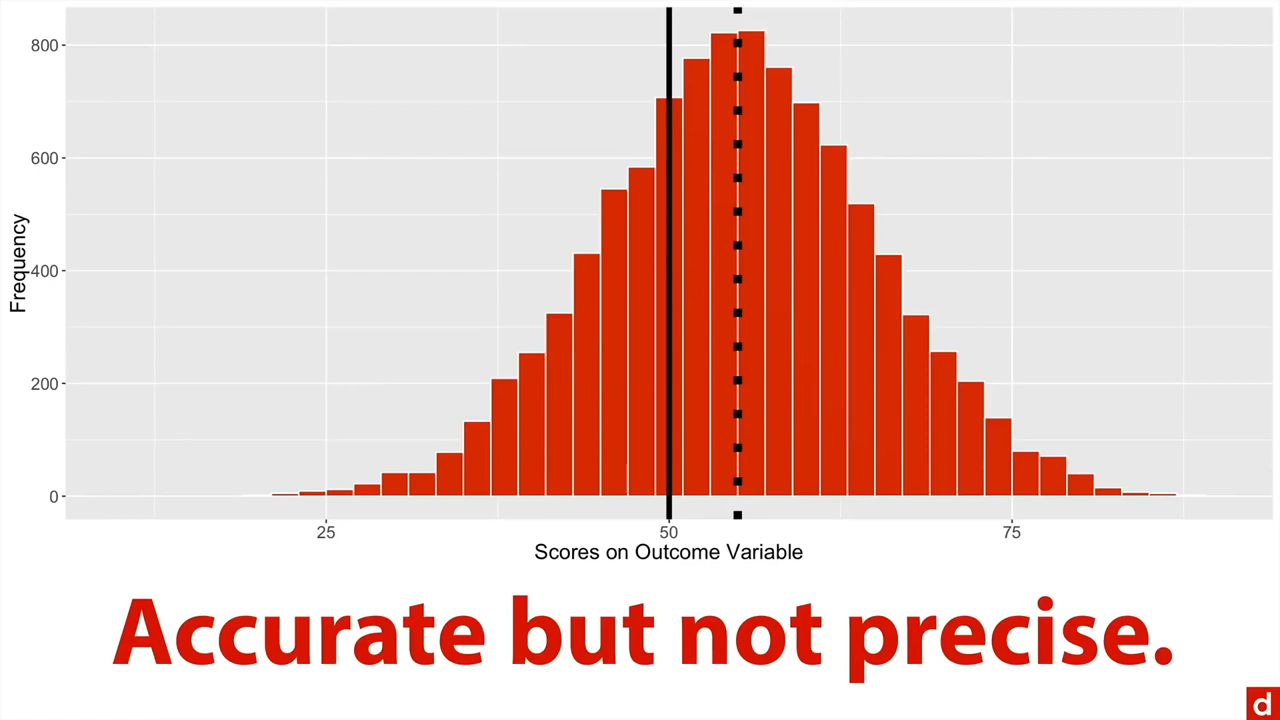 800
600
400
200
0
Frequency
25 50 75
Scores on Outcome Variable
Accurate but not precise.
d